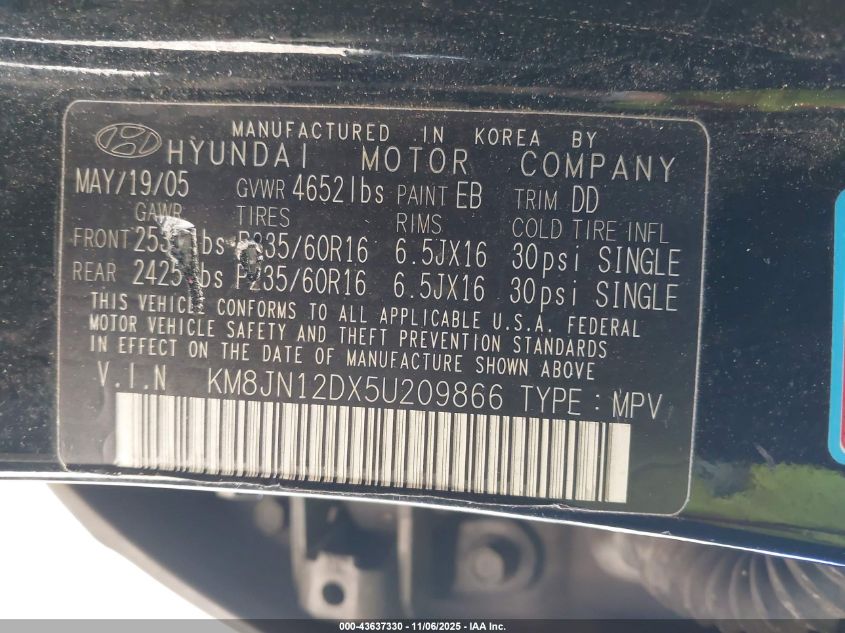 MANUFACTURED IN KOREA BY
HYUNDAI MOTOR COMPANY
MAY/19/05 GVWR 4652lbs PAINT EB TRIM DD
GAWR TIRES RIMS COLD TIRE INFL
FRONT lbs P235/60R16 6.5JX16 30psi SINGLE
REAR 2425lbs P235/60R16 6.5JX16 30psi SINGLE
THIS VEHICLE CONFORMS TO ALL APPLICABLE U.S.A. FEDERAL
MOTOR VEHICLE SAFETY AND THEFT PREVENTION STANDARDS
IN EFFECT ON THE DATE OF MANUFACTURE SHOWN ABOVE
V.I.N KM8JN12DX5U209866 TYPE : MPV
000-43637330 - 11/06/2025 - IAA Inc.